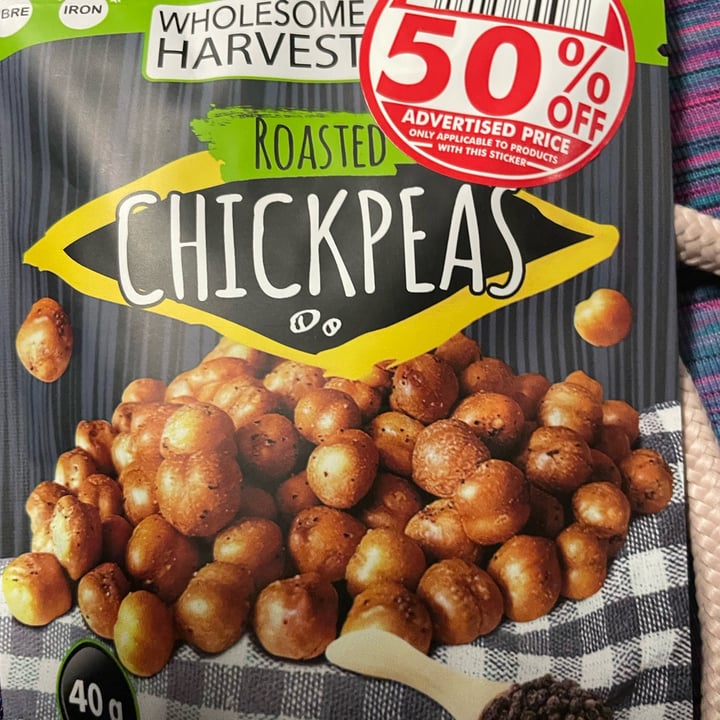 BRE
IRON
WHOLESOME
HARVEST
50%
OFF
ADVERTISED PRICE
ONLY APPLICABLE TO PRODUCTS
WITH THIS STICKER
ROASTED
CHICKPEAS
40 g